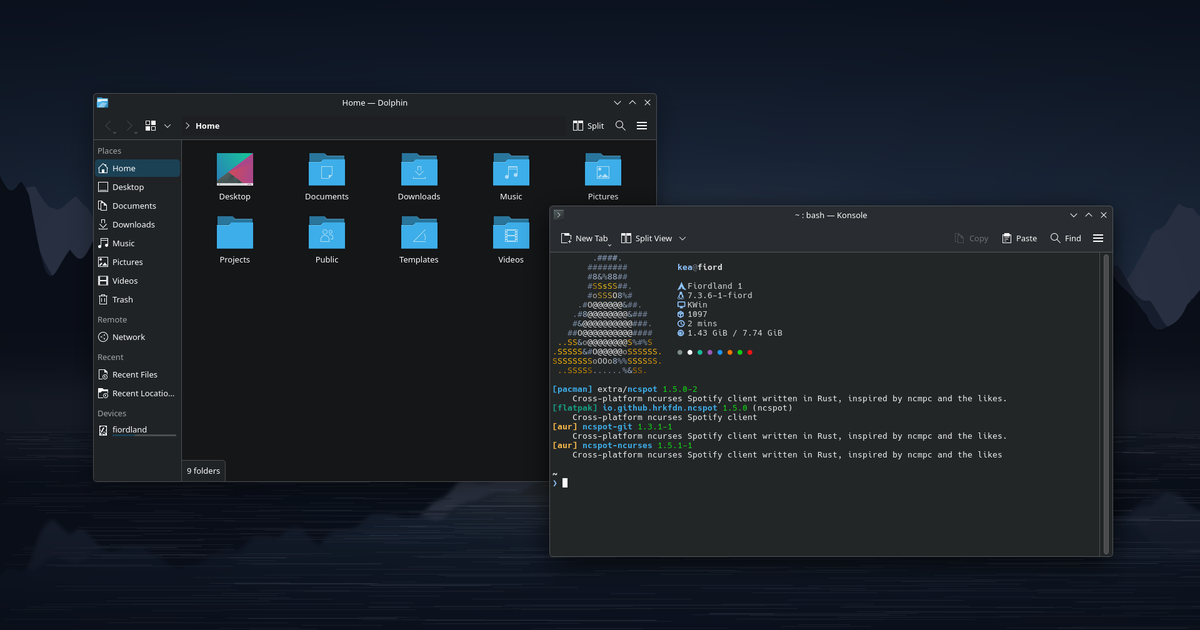 Home — Dolphin
Home
Split
Places
Home
Desktop
Documents
Downloads
Music
Pictures
Videos
Trash
Remote
Network
Recent
Recent Files
Recent Locatio...
Devices
fiordland
Desktop
Documents
Downloads
Music
Pictures
Projects
Public
Templates
Videos
9 folders
~ : bash — Konsole
New Tab
Split View
Copy
Paste
Find
kea@fiord
Fiordland 1
7.3.6-1-fiord
KWin
1097
2 mins
1.43 GiB / 7.74 GiB
[pacman] extra/ncspot 1.5.0-2
Cross-platform ncurses Spotify client written in Rust, inspired by ncmpc and the likes.
[flatpak] io.github.hrkfdn.ncspot 1.5.0 (ncspot)
Cross-platform ncurses Spotify client
[aur] ncspot-git 1.3.1-1
Cross-platform ncurses Spotify client written in Rust, inspired by ncmpc and the likes.
[aur] ncspot-ncurses 1.5.1-1
Cross-platform ncurses Spotify client written in Rust, inspired by ncmpc and the likes
~
❯